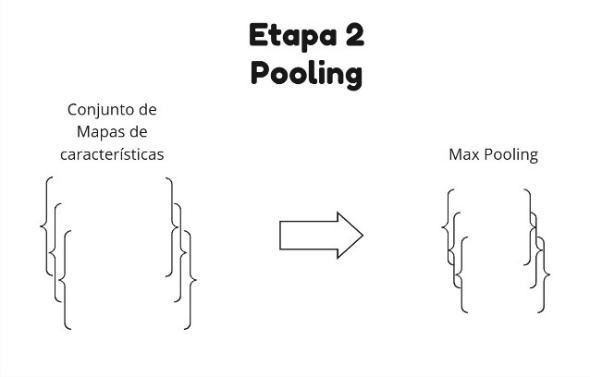 Etapa 2
Pooling
Conjunto de
Mapas de
características
Max Pooling